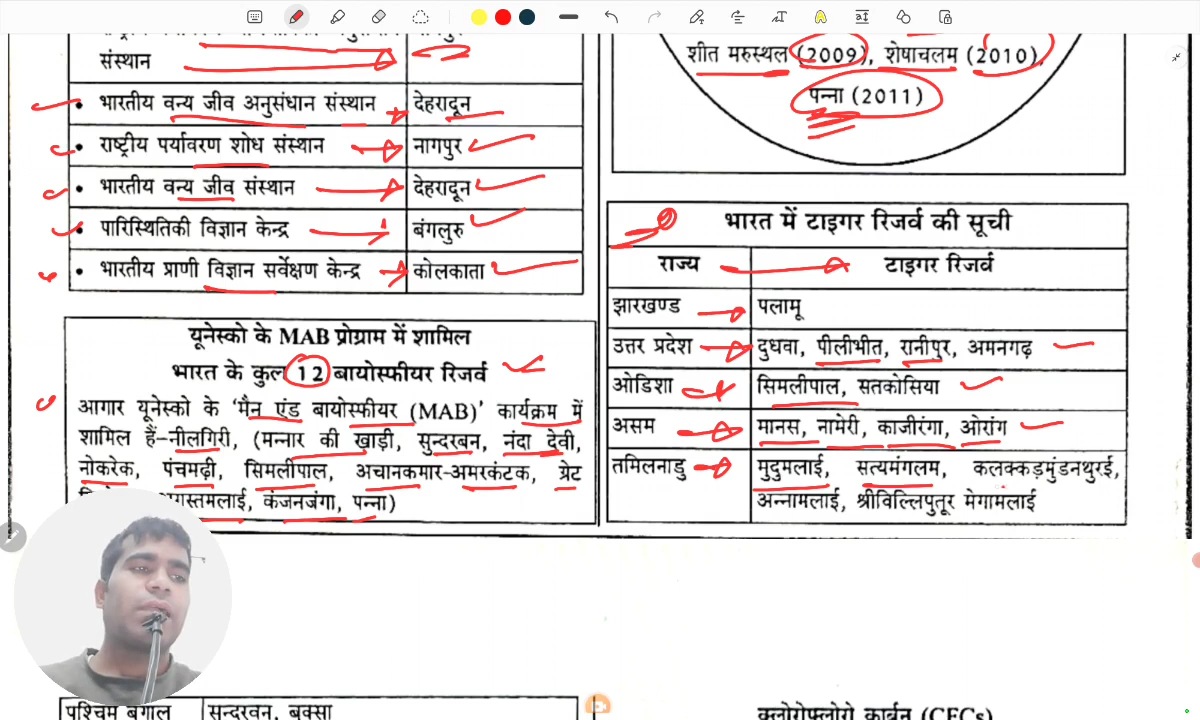 संस्थान
• भारतीय वन्य जीव अनुसंधान संस्थान देहरादून
• राष्ट्रीय पर्यावरण शोध संस्थान नागपुर
• भारतीय वन्य जीव संस्थान देहरादून
• पारिस्थितिकी विज्ञान केन्द्र बंगलुरु
• भारतीय प्राणी विज्ञान सर्वेक्षण केन्द्र कोलकाता
यूनेस्को के MAB प्रोग्राम में शामिल
भारत के कुल 12 बायोस्फीयर रिजर्व
आगार यूनेस्को के ‘मैन एंड बायोस्फीयर (MAB)’ कार्यक्रम में
शामिल हैं–नीलगिरी, (मन्नार की खाड़ी, सुन्दरबन, नंदा देवी,
नोकरेक, पंचमढ़ी, सिमलीपाल, अचानकमार-अमरकंटक, ग्रेट
कंजनजंगा, पन्ना)
शीत मरुस्थल (2009), शेषाचलम (2010),
पन्ना (2011)
भारत में टाइगर रिजर्व की सूची
राज्य टाइगर रिजर्व
झारखण्ड पलामू
उत्तर प्रदेश दुधवा, पीलीभीत, रानीपुर, अमनगढ़
ओडिशा सिमलीपाल, सतकोसिया
असम मानस, नामेरी, काजीरंगा, ओरांग
तमिलनाडु मुदुमलाई, सत्यमंगलम, कलक्कड़मुंडनथुरई,
अन्नामलाई, श्रीविल्लिपुतूर मेगामलाई
पश्चिम बंगाल सुन्दरवन, बक्सा